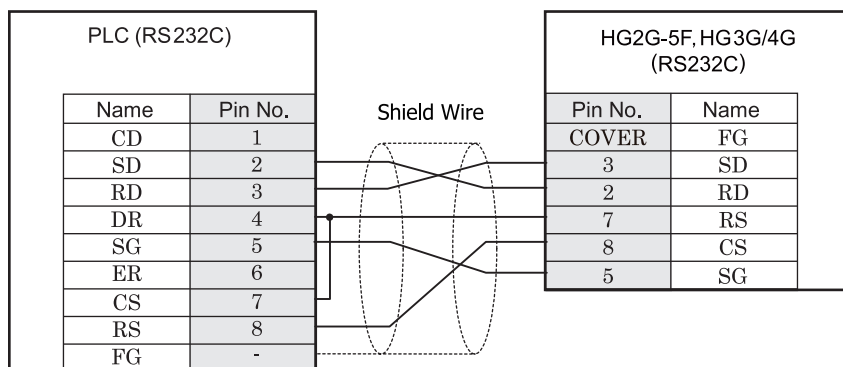 PLC (RS232C)
Name Pin No.
CD 1
SD 2
RD 3
DR 4
SG 5
ER 6
CS 7
RS 8
FG -
Shield Wire
HG2G-5F, HG3G/4G
(RS232C)
Pin No. Name
COVER FG
3 SD
2 RD
7 RS
8 CS
5 SG